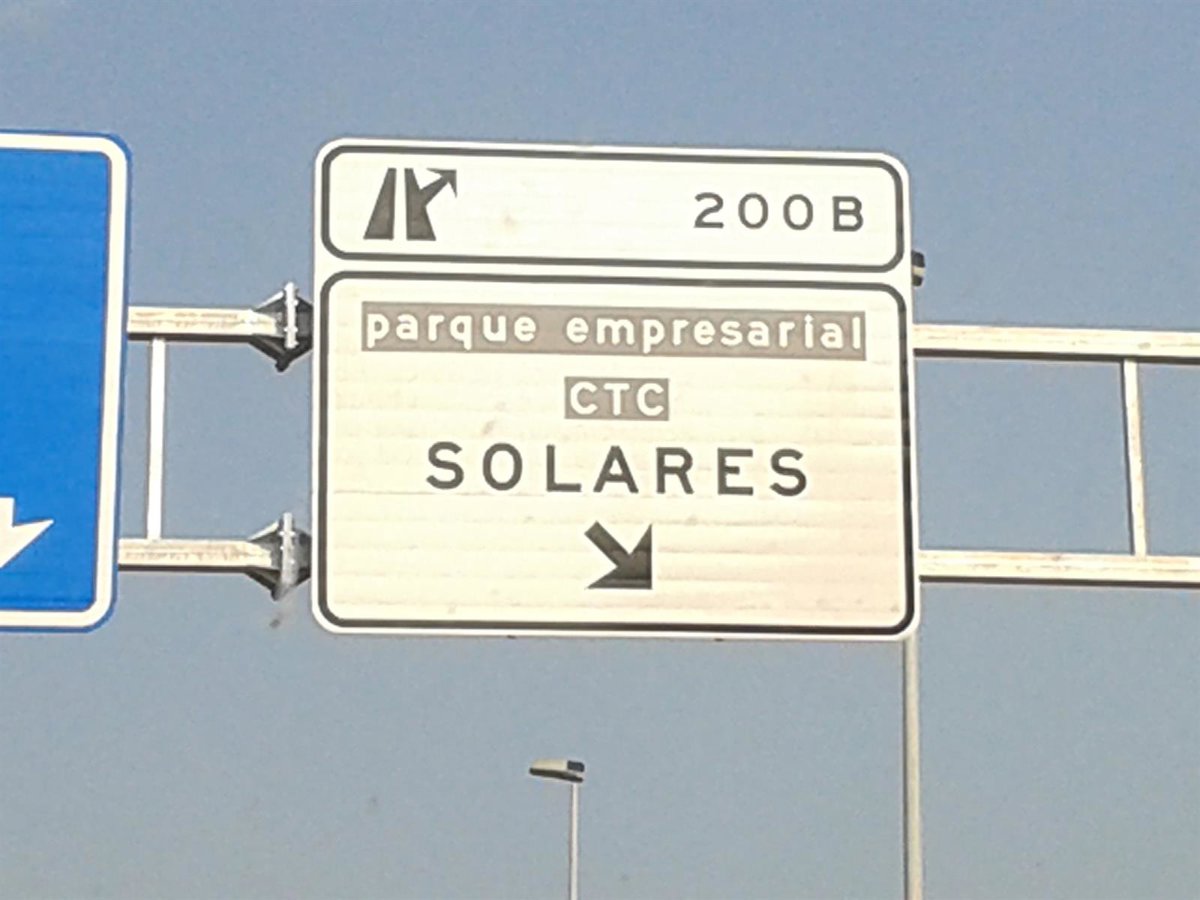 200B
parque empresarial
CTC
SOLARES